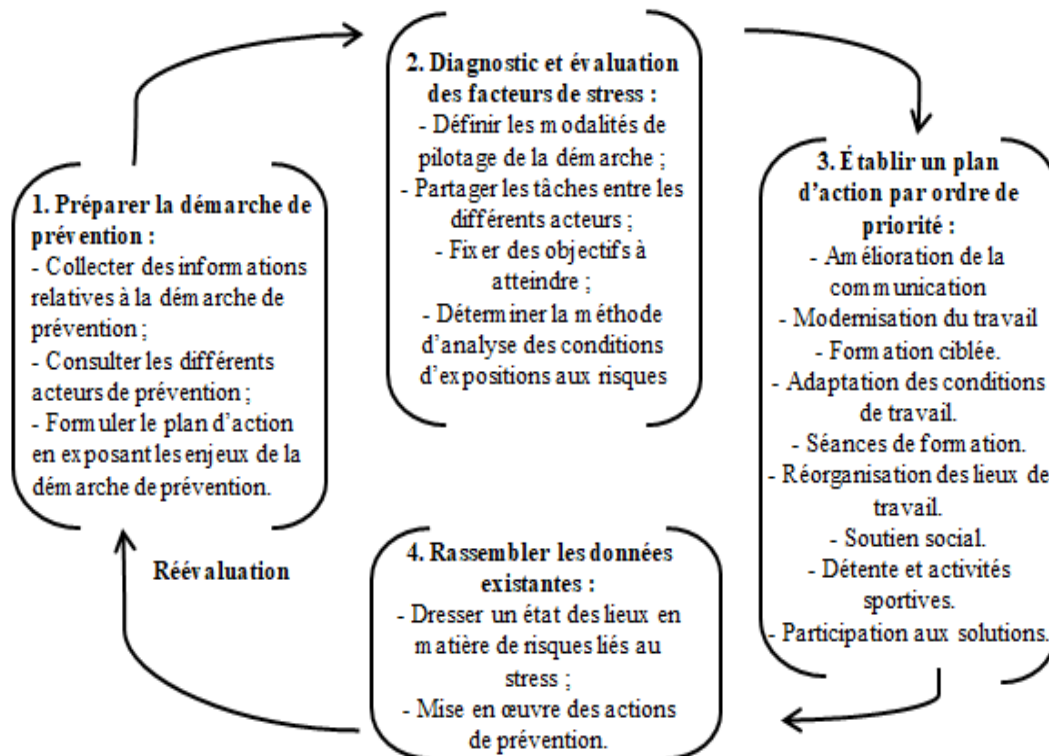 1. Préparer la démarche de
prévention :
- Collecter des informations
relatives à la démarche de
prévention ;
- Consulter les différents
acteurs de prévention ;
- Formuler le plan d'action
en exposant les enjeux de la
démarche de prévention.
2. Diagnostic et évaluation
des facteurs de stress :
- Définir les modalités de
pilotage de la démarche ;
- Partager les tâches entre les
différents acteurs ;
- Fixer des objectifs à
atteindre ;
- Déterminer la méthode
d'analyse des conditions
d'expositions aux risques
3. Établir un plan
d'action par ordre de
priorité :
- Amélioration de la
communication
- Modernisation du travail
- Formation ciblée.
- Adaptation des conditions
de travail.
- Séances de formation.
- Réorganisation des lieux de
travail.
- Soutien social.
- Détente et activités
sportives.
- Participation aux solutions.
4. Rassembler les données
existantes :
- Dresser un état des lieux en
matière de risques liés au
stress ;
- Mise en œuvre des actions
de prévention.
Réévaluation